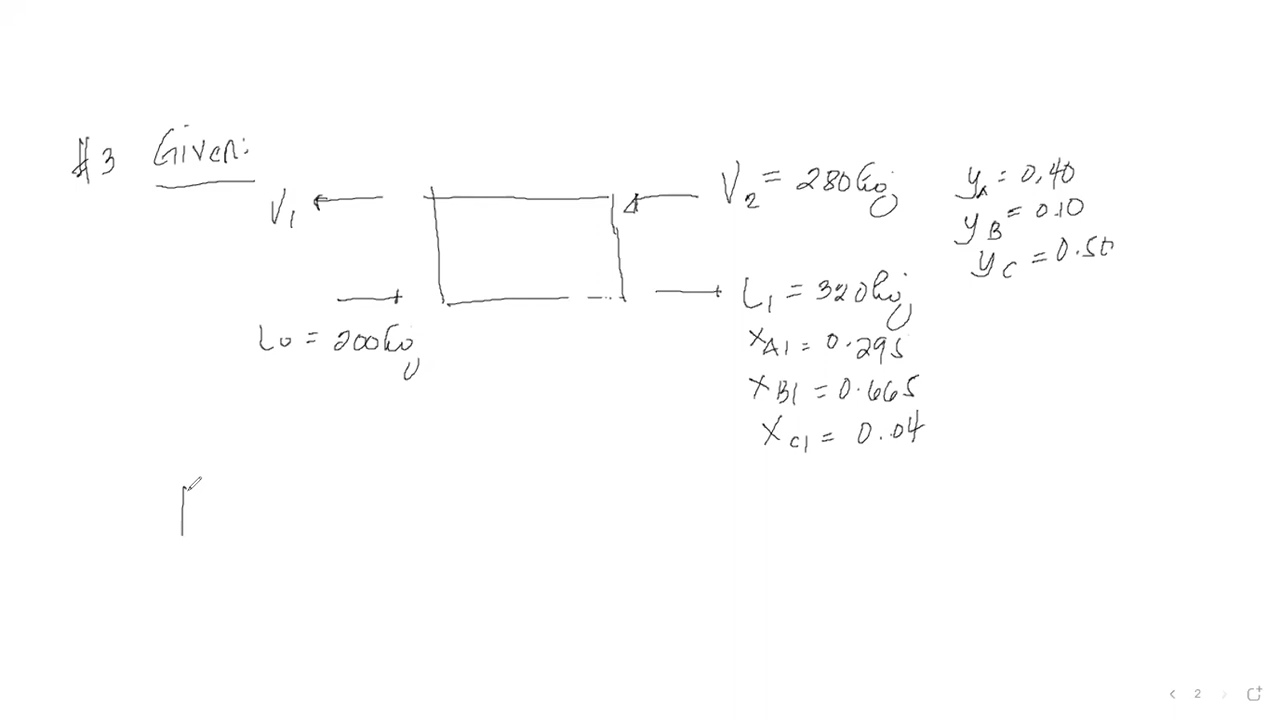 #3 Given:
V1
V2 = 280kg
yA = 0.40
yB = 0.10
yC = 0.50
L0 = 200kg
L1 = 320kg
xA1 = 0.295
xB1 = 0.665
xC1 = 0.04
2